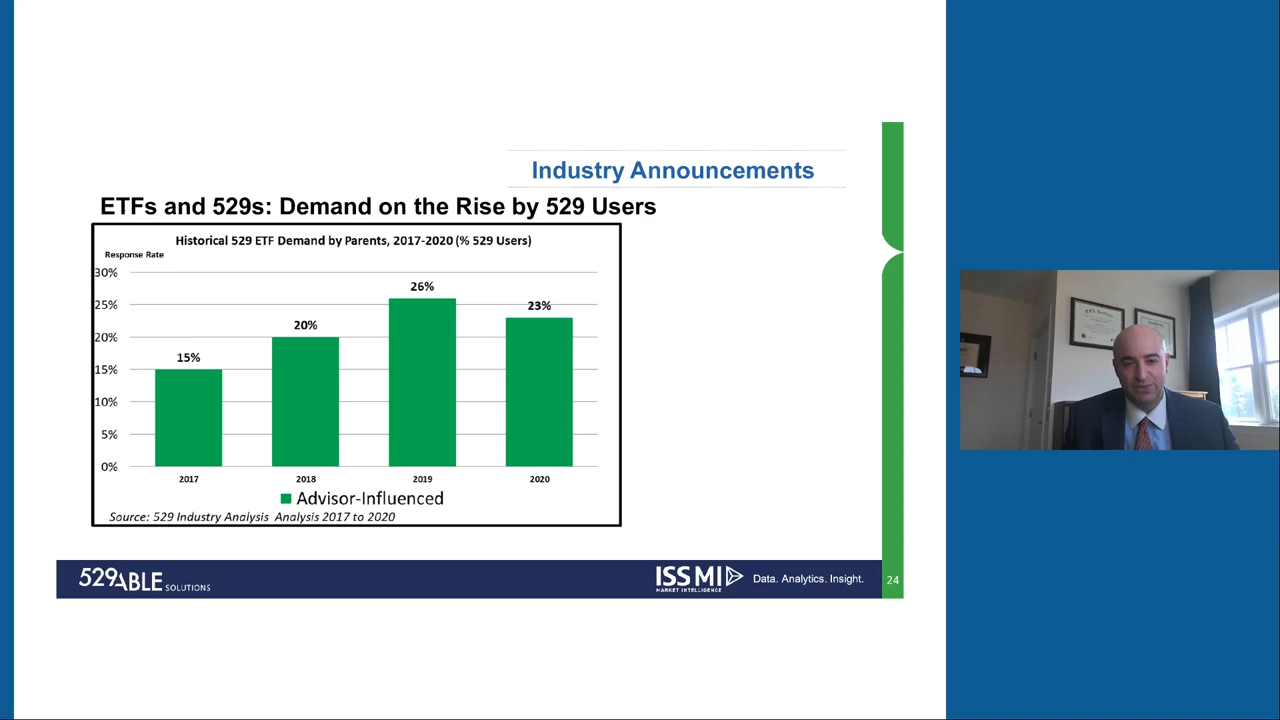 Industry Announcements
ETFs and 529s: Demand on the Rise by 529 Users
Historical 529 ETF Demand by Parents, 2017-2020 (% 529 Users)
Response Rate
30%
25%
20%
15%
10%
5%
0%
15%
20%
26%
23%
2017 2018 2019 2020
Advisor-Influenced
Source: 529 Industry Analysis Analysis 2017 to 2020
529ABLE SOLUTIONS
ISS MI
MARKET INTELLIGENCE
Data. Analytics. Insight.
24